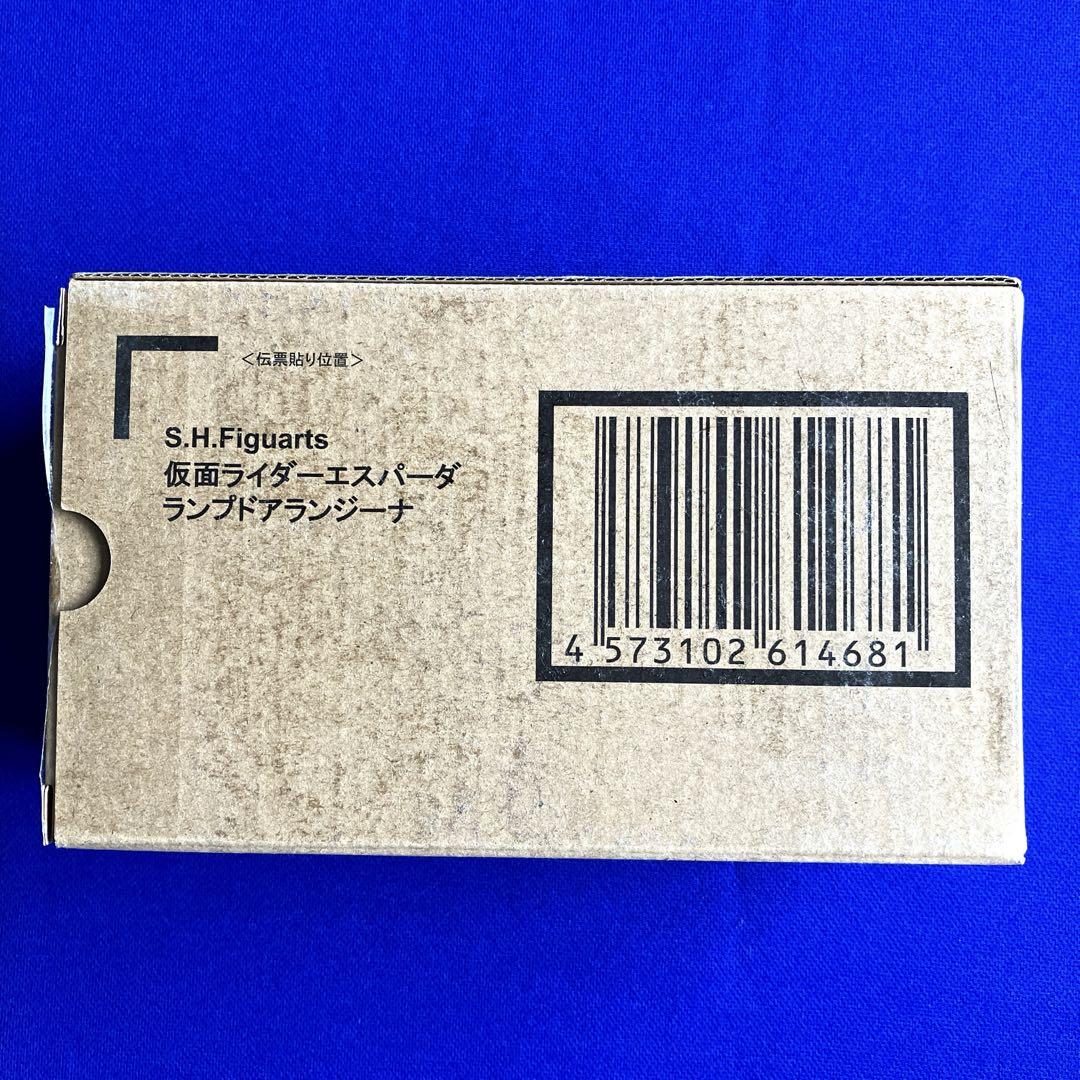 <伝票貼り位置>
S.H.Figuarts
仮面ライダーエスパーダ
ランプドアランジーナ
4 573102 614681